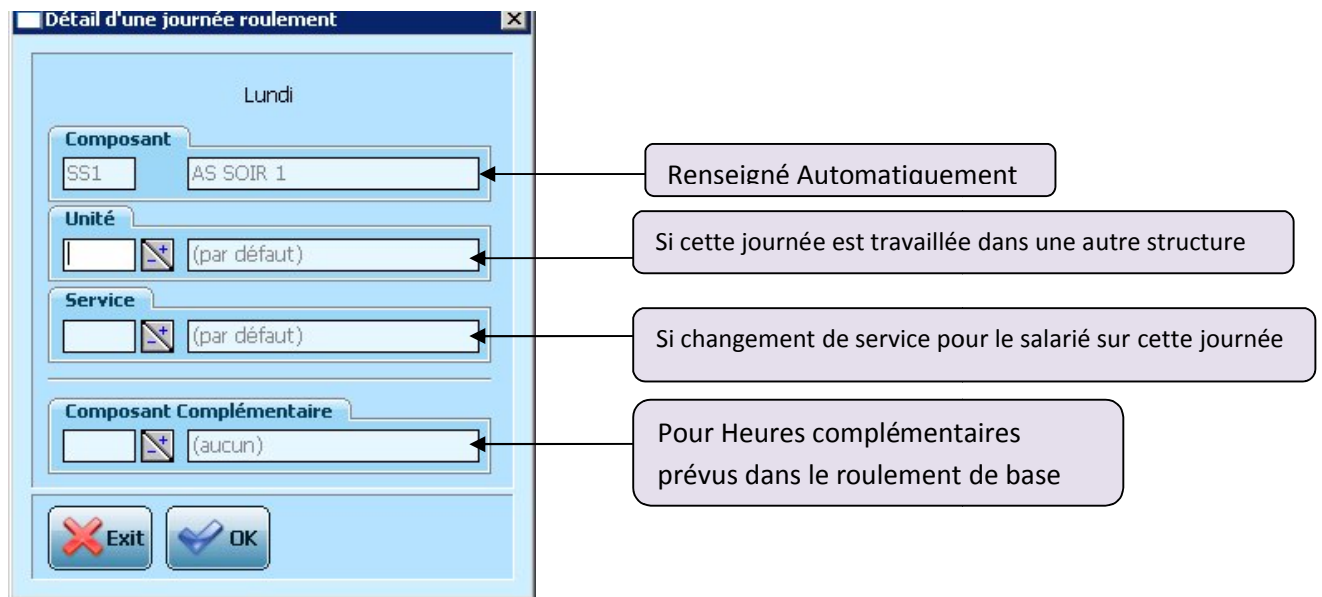 Détail d'une journée roulement
Lundi
Composant
SS1 AS SOIR 1
Renseigné Automatiquement
Unité
(par défaut)
Si cette journée est travaillée dans une autre structure
Service
(par défaut)
Si changement de service pour le salarié sur cette journée
Composant Complémentaire
(aucun)
Pour Heures complémentaires
prévus dans le roulement de base
Exit OK